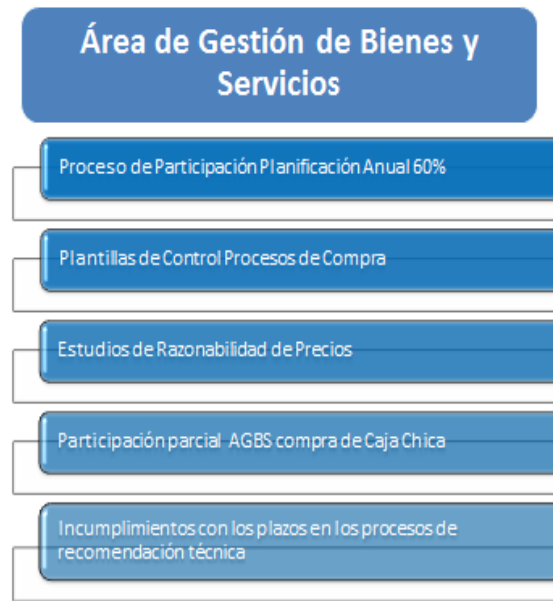 Área de Gestión de Bienes y
Servicios
Proceso de Participación Planificación Anual 60%
Plantillas de Control Procesos de Compra
Estudios de Razonabilidad de Precios
Participación parcial AGBS compra de Caja Chica
Incumplimientos con los plazos en los procesos de
recomendación técnica